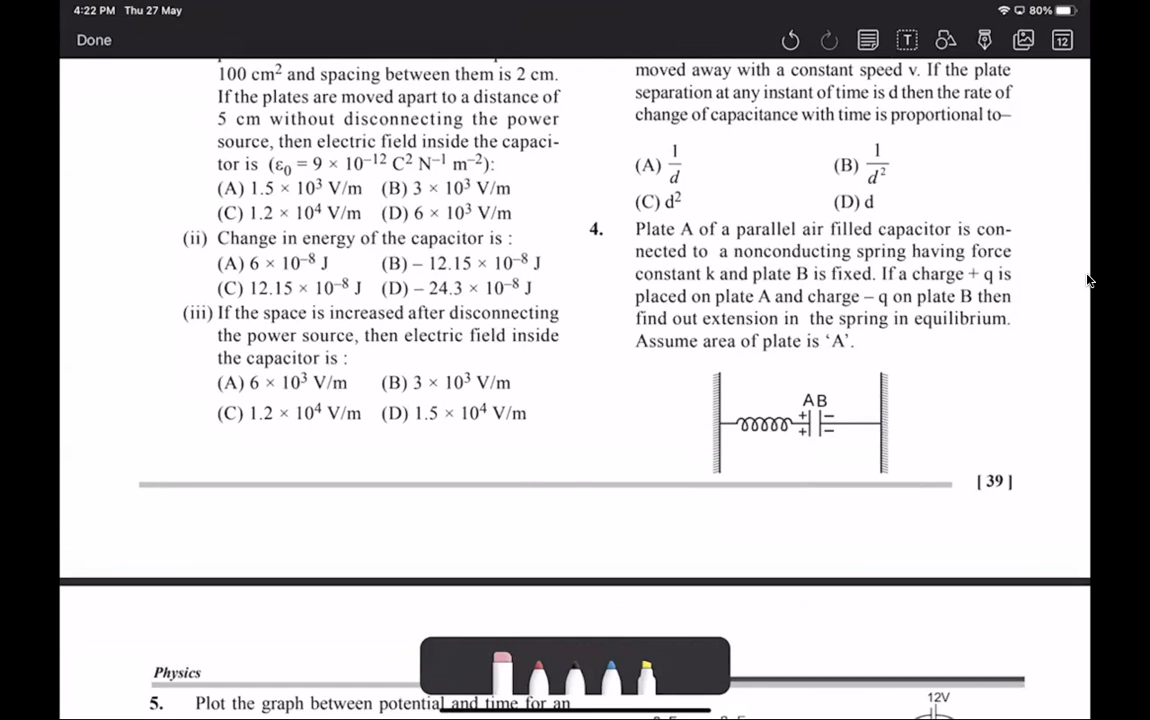 4:22 PM Thu 27 May
80%
Done
T
12
100 cm² and spacing between them is 2 cm.
If the plates are moved apart to a distance of
5 cm without disconnecting the power
source, then electric field inside the capaci-
tor is (ε₀ = 9 × 10⁻¹² C² N⁻¹ m⁻²):
(A) 1.5 × 10³ V/m (B) 3 × 10³ V/m
(C) 1.2 × 10⁴ V/m (D) 6 × 10³ V/m
(ii) Change in energy of the capacitor is :
(A) 6 × 10⁻⁸ J (B) – 12.15 × 10⁻⁸ J
(C) 12.15 × 10⁻⁸ J (D) – 24.3 × 10⁻⁸ J
(iii) If the space is increased after disconnecting
the power source, then electric field inside
the capacitor is :
(A) 6 × 10³ V/m (B) 3 × 10³ V/m
(C) 1.2 × 10⁴ V/m (D) 1.5 × 10⁴ V/m
moved away with a constant speed v. If the plate
separation at any instant of time is d then the rate of
change of capacitance with time is proportional to–
(A) 1/d (B) 1/d²
(C) d² (D) d
4. Plate A of a parallel air filled capacitor is con-
nected to a nonconducting spring having force
constant k and plate B is fixed. If a charge + q is
placed on plate A and charge – q on plate B then
find out extension in the spring in equilibrium.
Assume area of plate is ‘A’.
A B
+ –
+ –
[ 39 ]
Physics
5. Plot the graph between potential and time for an
12V